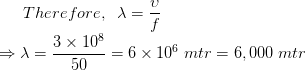 Therefore, λ = υ/f
⇒ λ = (3 × 10⁸)/50 = 6 × 10⁶ mtr = 6,000 mtr